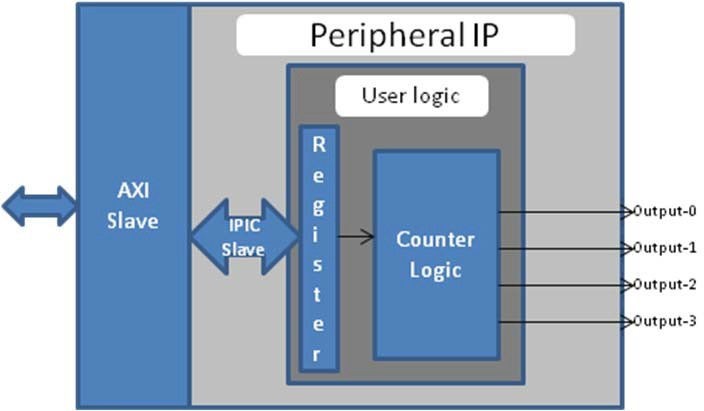 Peripheral IP
User logic
Register
AXI
Slave
IPIC
Slave
Counter
Logic
Output-0
Output-1
Output-2
Output-3